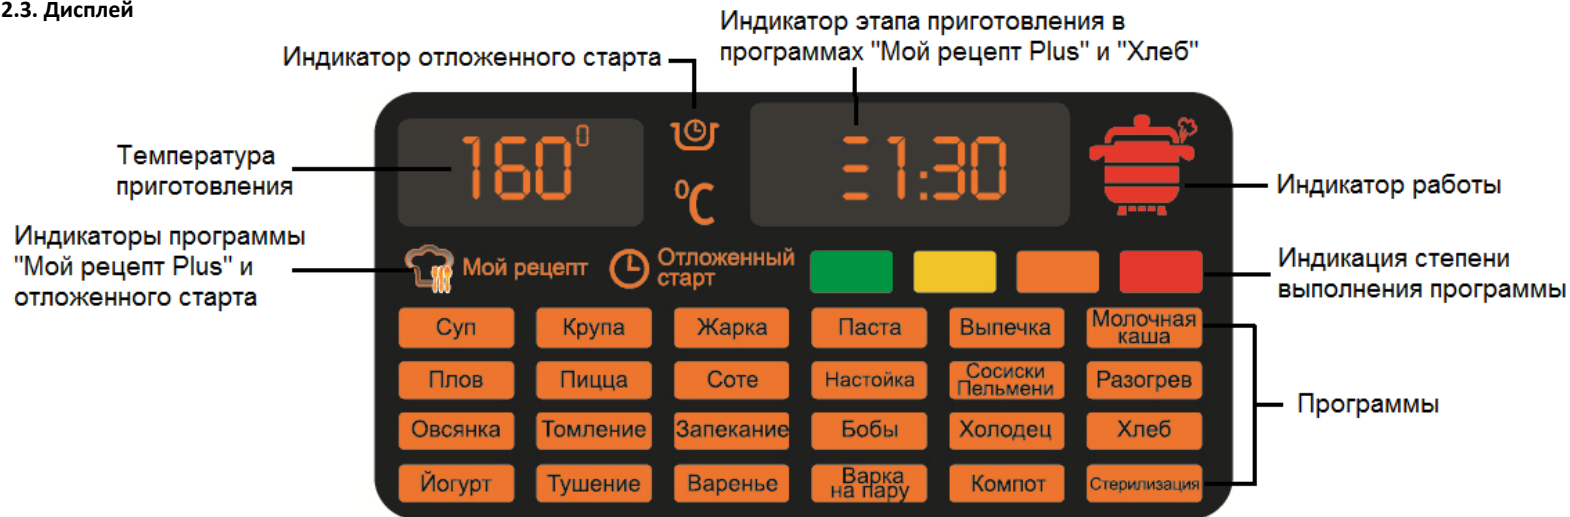 2.3. Дисплей
Индикатор этапа приготовления в
программах "Мой рецепт Plus" и "Хлеб"
Индикатор отложенного старта
Температура
приготовления
160⁰
⁰C
1:30
Индикатор работы
Индикаторы программы
"Мой рецепт Plus" и
отложенного старта
Мой рецепт
Отложенный
старт
Индикация степени
выполнения программы
Суп
Крупа
Жарка
Паста
Выпечка
Молочная
каша
Плов
Пицца
Соте
Настойка
Сосиски
Пельмени
Разогрев
Программы
Овсянка
Томление
Запекание
Бобы
Холодец
Хлеб
Йогурт
Тушение
Варенье
Варка
на пару
Компот
Стерилизация